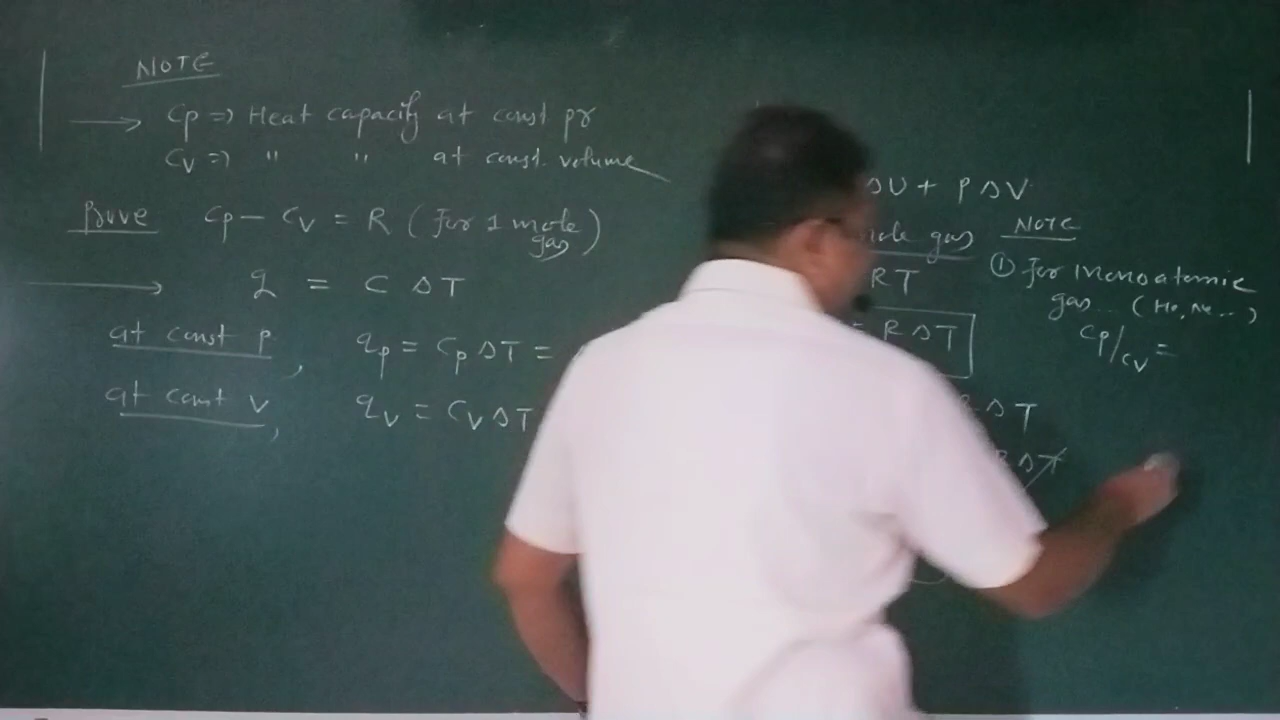 NOTE
Cp => Heat capacity at const pr
Cv => " " at const. volume
Prove Cp - Cv = R (For 1 mole gas)
q = C ΔT
at const p, qp = Cp ΔT =
at const v, qv = Cv ΔT
ΔU + PΔV
gas
RT
= R ΔT
R ΔT
R ΔT
NOTE
① For monoatomic
gas... (He, Ne...)
Cp/Cv =